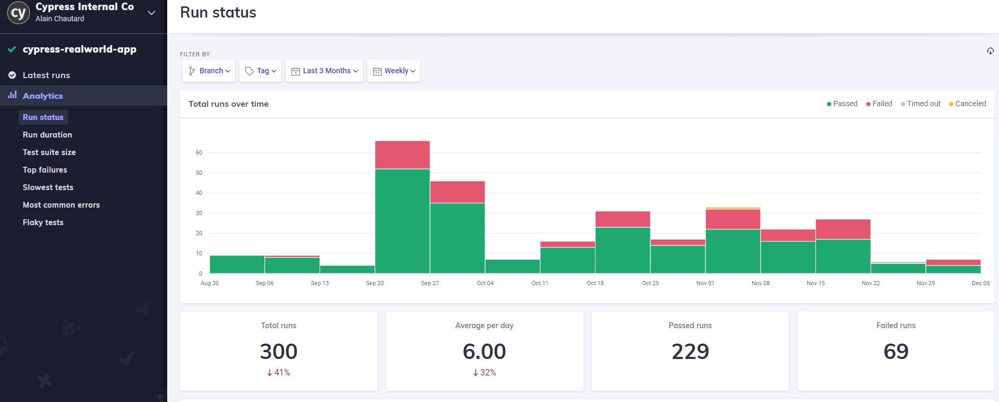 cy
Cypress Internal Co
Alain Chautard
cypress-realworld-app
Latest runs
Analytics
Run status
Run duration
Test suite size
Top failures
Slowest tests
Most common errors
Flaky tests
Run status
FILTER BY
Branch Tag Last 3 Months Weekly
Total runs over time
Passed Failed Timed out Canceled
60
50
40
30
20
10
0
Aug 30 Sep 06 Sep 13 Sep 20 Sep 27 Oct 04 Oct 11 Oct 18 Oct 25 Nov 01 Nov 08 Nov 15 Nov 22 Nov 29 Dec 06
Total runs
300
↓ 41%
Average per day
6.00
↓ 32%
Passed runs
229
Failed runs
69